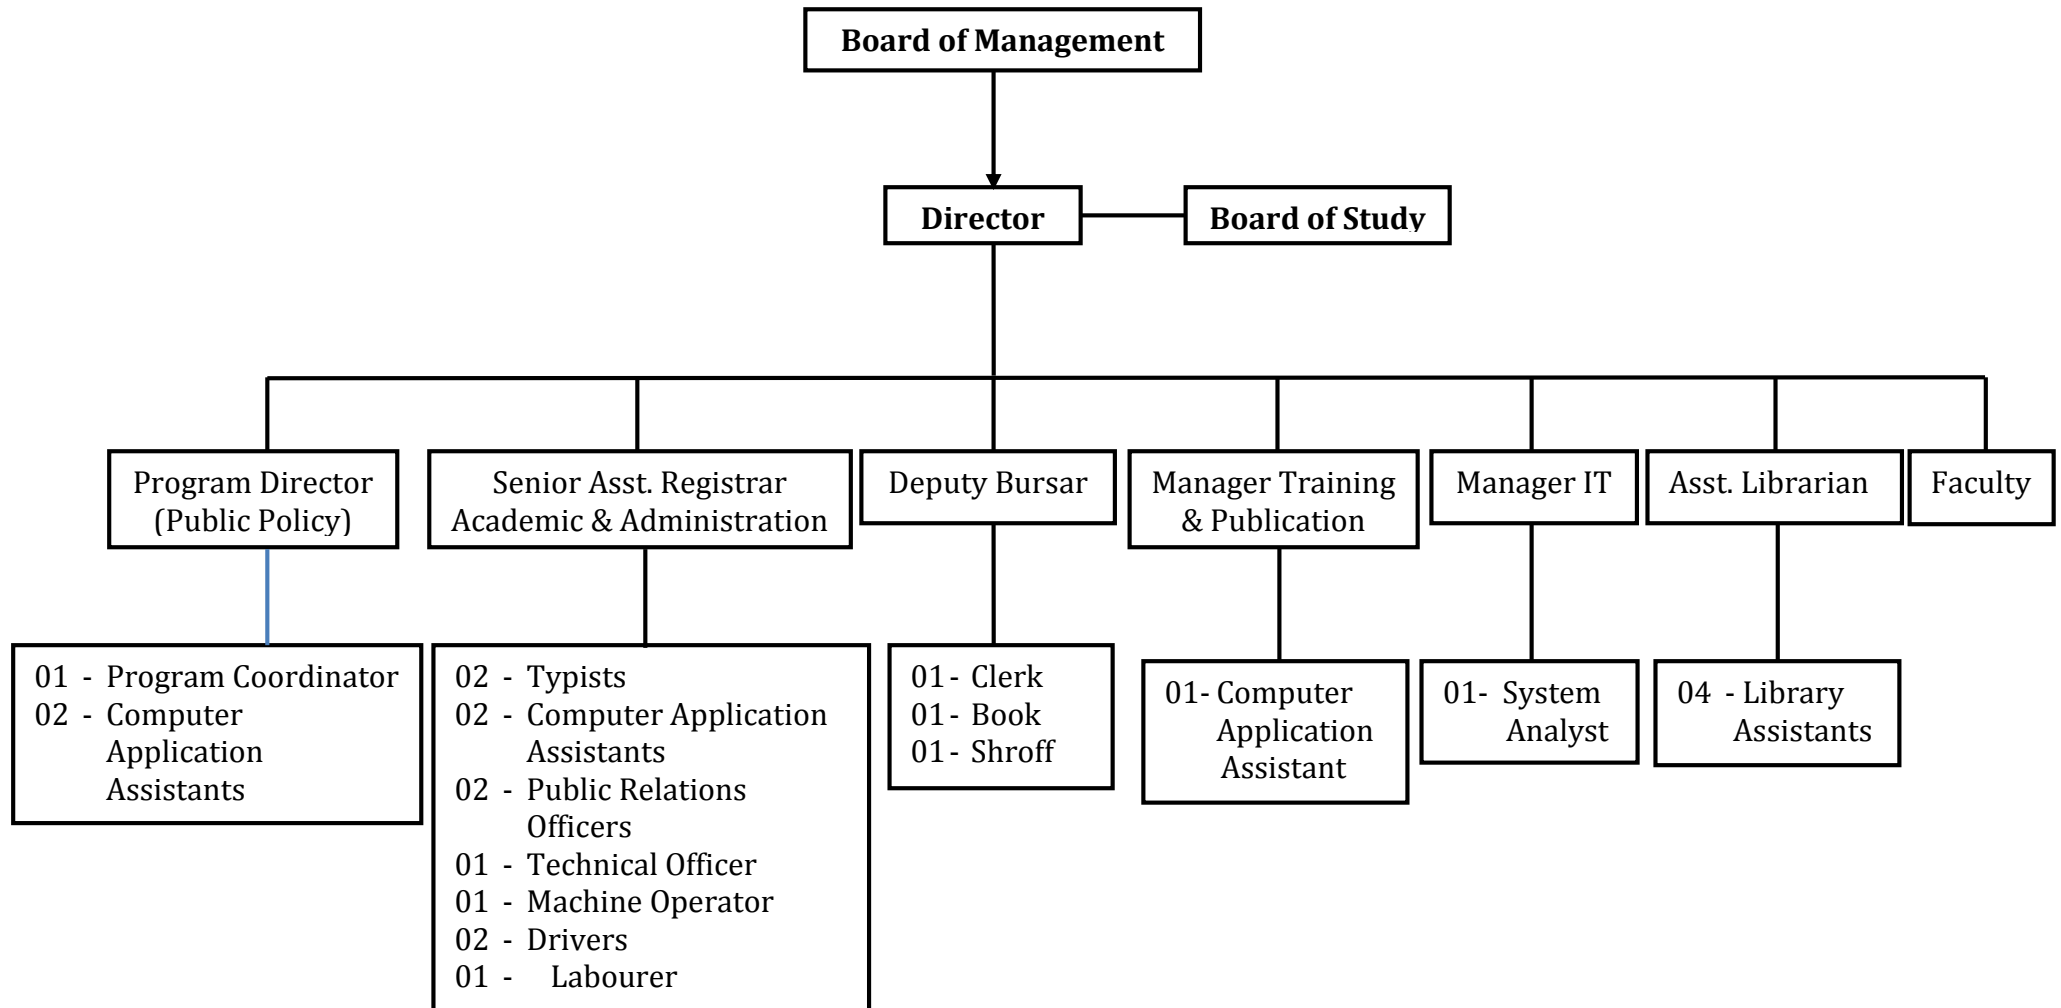 Board of Management
Director
Board of Study
Program Director
(Public Policy)
Senior Asst. Registrar
Academic & Administration
Deputy Bursar
Manager Training
& Publication
Manager IT
Asst. Librarian
Faculty
01 - Program Coordinator
02 - Computer
Application
Assistants
02 - Typists
02 - Computer Application
Assistants
02 - Public Relations
Officers
01 - Technical Officer
01 - Machine Operator
02 - Drivers
01 - Labourer
01- Clerk
01- Book
01- Shroff
01- Computer
Application
Assistant
01- System
Analyst
04 - Library
Assistants